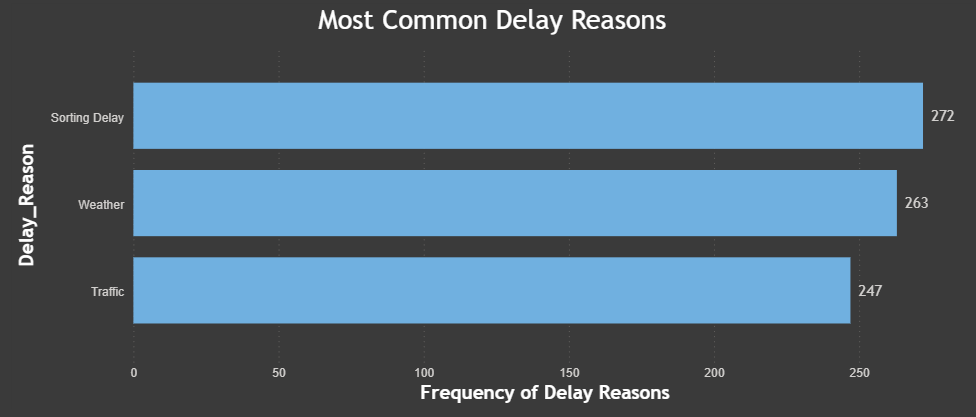 Most Common Delay Reasons
Delay_Reason
Sorting Delay
272
Weather
263
Traffic
247
0 50 100 150 200 250
Frequency of Delay Reasons